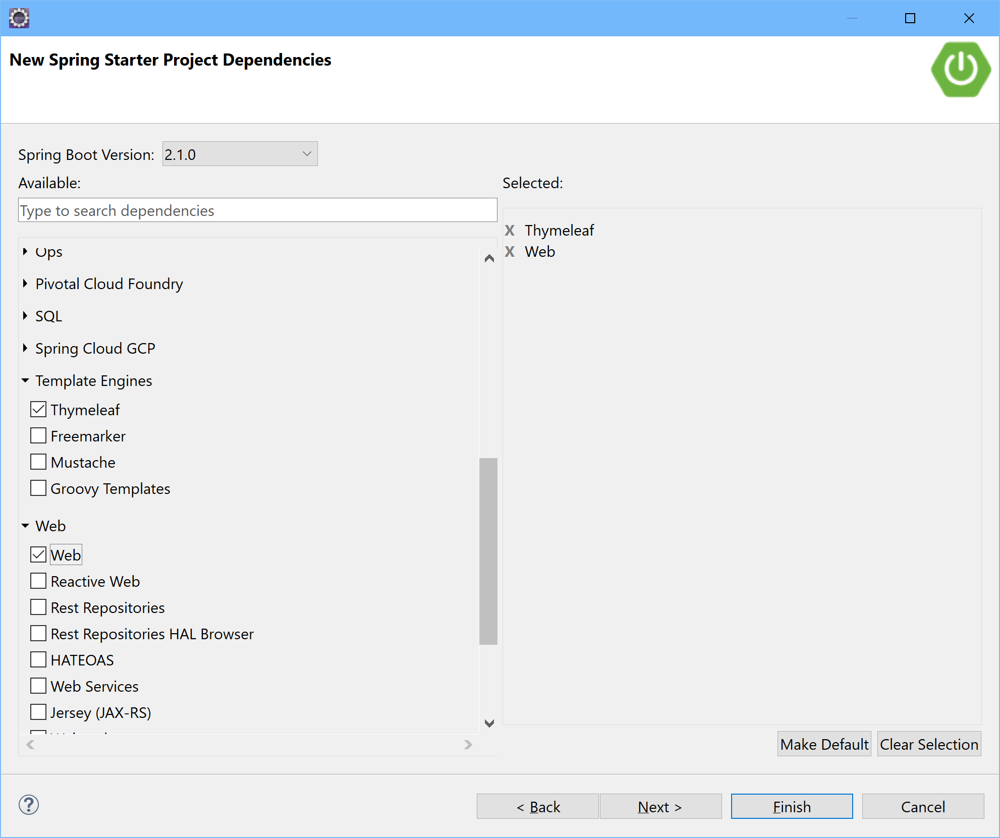 New Spring Starter Project Dependencies
Spring Boot Version: 2.1.0
Available:
Type to search dependencies
Ops
Pivotal Cloud Foundry
SQL
Spring Cloud GCP
Template Engines
Thymeleaf
Freemarker
Mustache
Groovy Templates
Web
Web
Reactive Web
Rest Repositories
Rest Repositories HAL Browser
HATEOAS
Web Services
Jersey (JAX-RS)
Selected:
X Thymeleaf
X Web
Make Default Clear Selection
? < Back Next > Finish Cancel